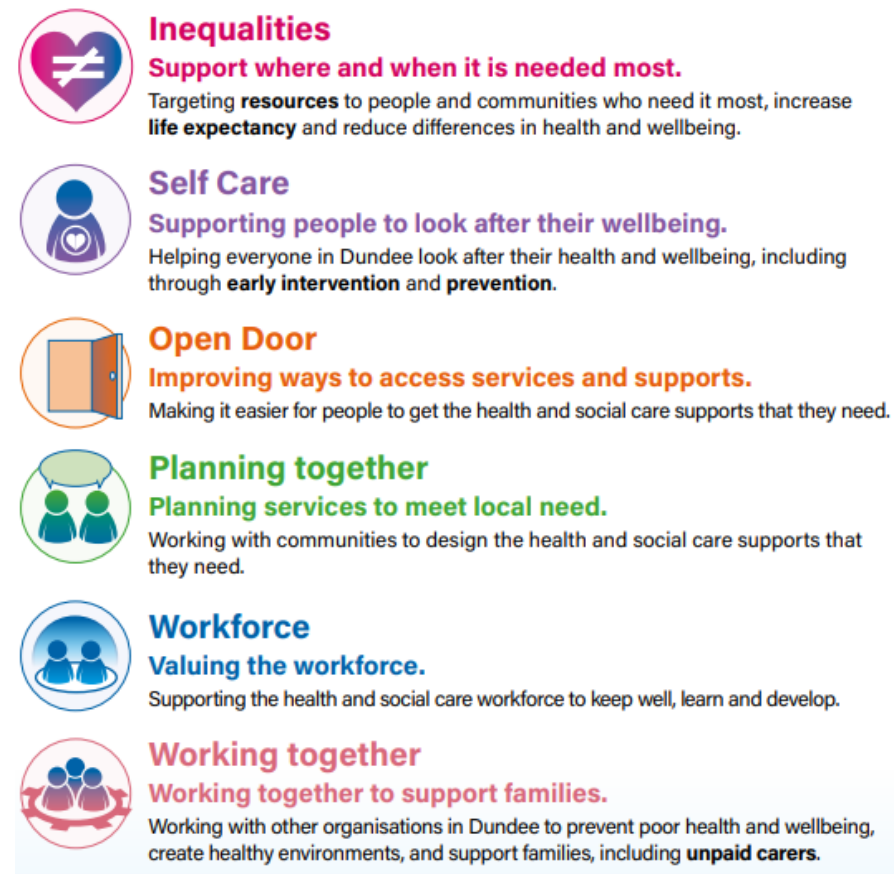 Inequalities
Support where and when it is needed most.
Targeting resources to people and communities who need it most, increase
life expectancy and reduce differences in health and wellbeing.
Self Care
Supporting people to look after their wellbeing.
Helping everyone in Dundee look after their health and wellbeing, including
through early intervention and prevention.
Open Door
Improving ways to access services and supports.
Making it easier for people to get the health and social care supports that they need.
Planning together
Planning services to meet local need.
Working with communities to design the health and social care supports that
they need.
Workforce
Valuing the workforce.
Supporting the health and social care workforce to keep well, learn and develop.
Working together
Working together to support families.
Working with other organisations in Dundee to prevent poor health and wellbeing,
create healthy environments, and support families, including unpaid carers.